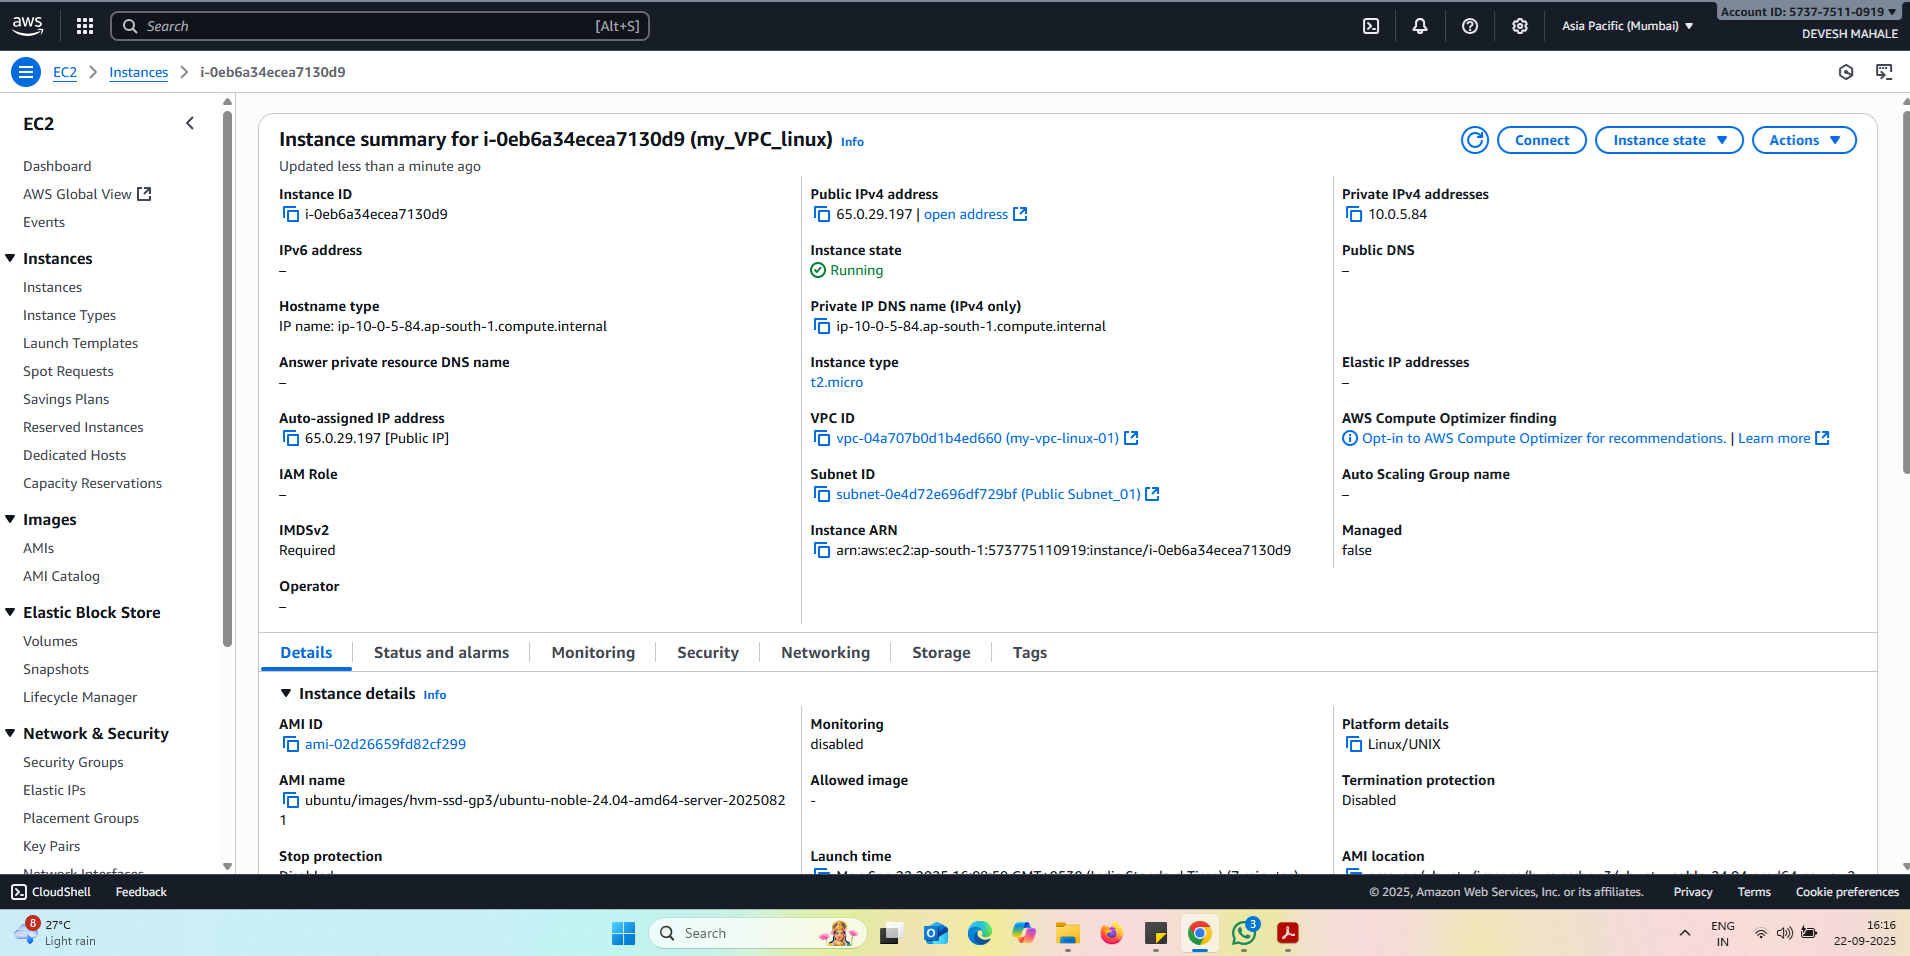 aws
Search
[Alt+S]
Asia Pacific (Mumbai)
Account ID: 5737-7511-0919
DEVESH MAHALE
EC2
Instances
i-0eb6a34ecea7130d9
EC2
Dashboard
AWS Global View
Events
Instances
Instances
Instance Types
Launch Templates
Spot Requests
Savings Plans
Reserved Instances
Dedicated Hosts
Capacity Reservations
Images
AMIs
AMI Catalog
Elastic Block Store
Volumes
Snapshots
Lifecycle Manager
Network & Security
Security Groups
Elastic IPs
Placement Groups
Key Pairs
Network Interfaces
Instance summary for i-0eb6a34ecea7130d9 (my_VPC_linux) Info
Updated less than a minute ago
Connect
Instance state
Actions
Instance ID
i-0eb6a34ecea7130d9
Public IPv4 address
65.0.29.197 | open address
Private IPv4 addresses
10.0.5.84
IPv6 address
–
Instance state
Running
Public DNS
–
Hostname type
IP name: ip-10-0-5-84.ap-south-1.compute.internal
Private IP DNS name (IPv4 only)
ip-10-0-5-84.ap-south-1.compute.internal
Answer private resource DNS name
–
Instance type
t2.micro
Elastic IP addresses
–
Auto-assigned IP address
65.0.29.197 [Public IP]
VPC ID
vpc-04a707b0d1b4ed660 (my-vpc-linux-01)
AWS Compute Optimizer finding
Opt-in to AWS Compute Optimizer for recommendations. | Learn more
IAM Role
–
Subnet ID
subnet-0e4d72e696df729bf (Public Subnet_01)
Auto Scaling Group name
–
IMDSv2
Required
Instance ARN
arn:aws:ec2:ap-south-1:573775110919:instance/i-0eb6a34ecea7130d9
Managed
false
Operator
–
Details
Status and alarms
Monitoring
Security
Networking
Storage
Tags
Instance details Info
AMI ID
ami-02d26659fd82cf299
Monitoring
disabled
Platform details
Linux/UNIX
AMI name
ubuntu/images/hvm-ssd-gp3/ubuntu-noble-24.04-amd64-server-2025082
1
Allowed image
-
Termination protection
Disabled
Stop protection
Launch time
AMI location
CloudShell
Feedback
© 2025, Amazon Web Services, Inc. or its affiliates.
Privacy
Terms
Cookie preferences
8
27°C
Light rain
Search
3
ENG
IN
16:16
22-09-2025